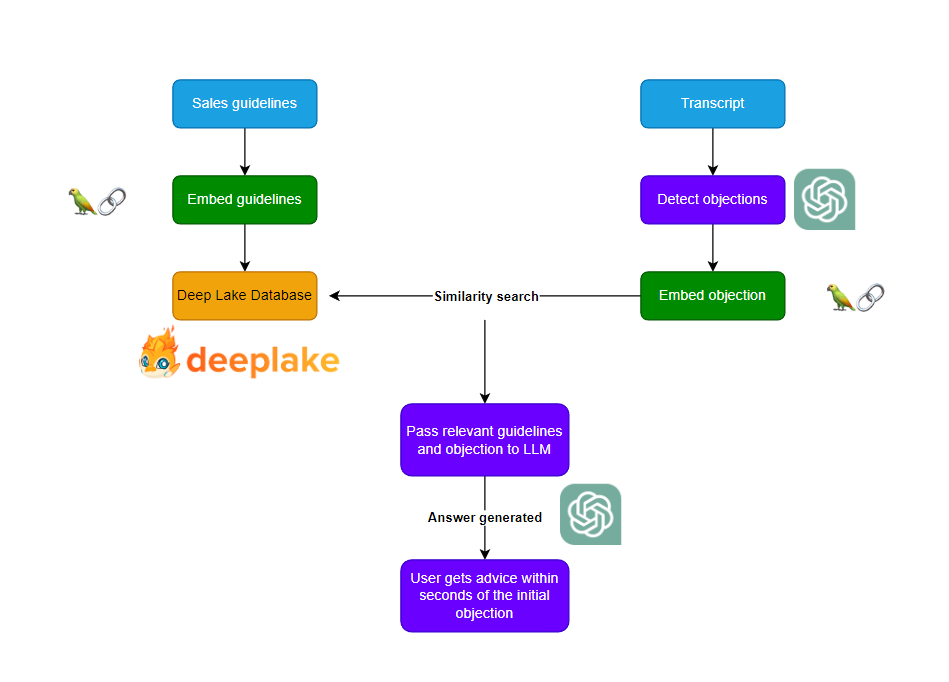 Sales guidelines
Transcript
Embed guidelines
Detect objections
Deep Lake Database
Similarity search
Embed objection
deeplake
Pass relevant guidelines
and objection to LLM
Answer generated
User gets advice within
seconds of the initial
objection